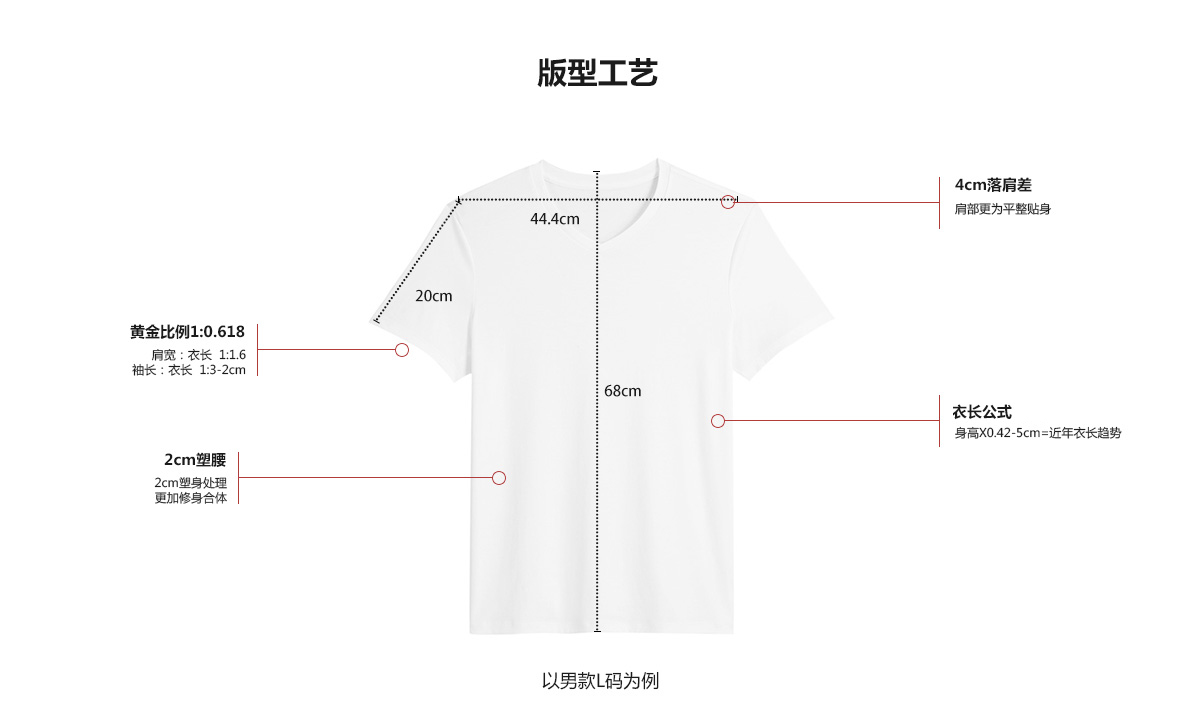 版型工艺
4cm落肩差
肩部更为平整贴身
44.4cm
20cm
黄金比例1:0.618
肩宽：衣长 1:1.6
袖长：衣长 1:3-2cm
68cm
衣长公式
身高X0.42-5cm=近年衣长趋势
2cm塑腰
2cm塑身处理
更加修身合体
以男款L码为例